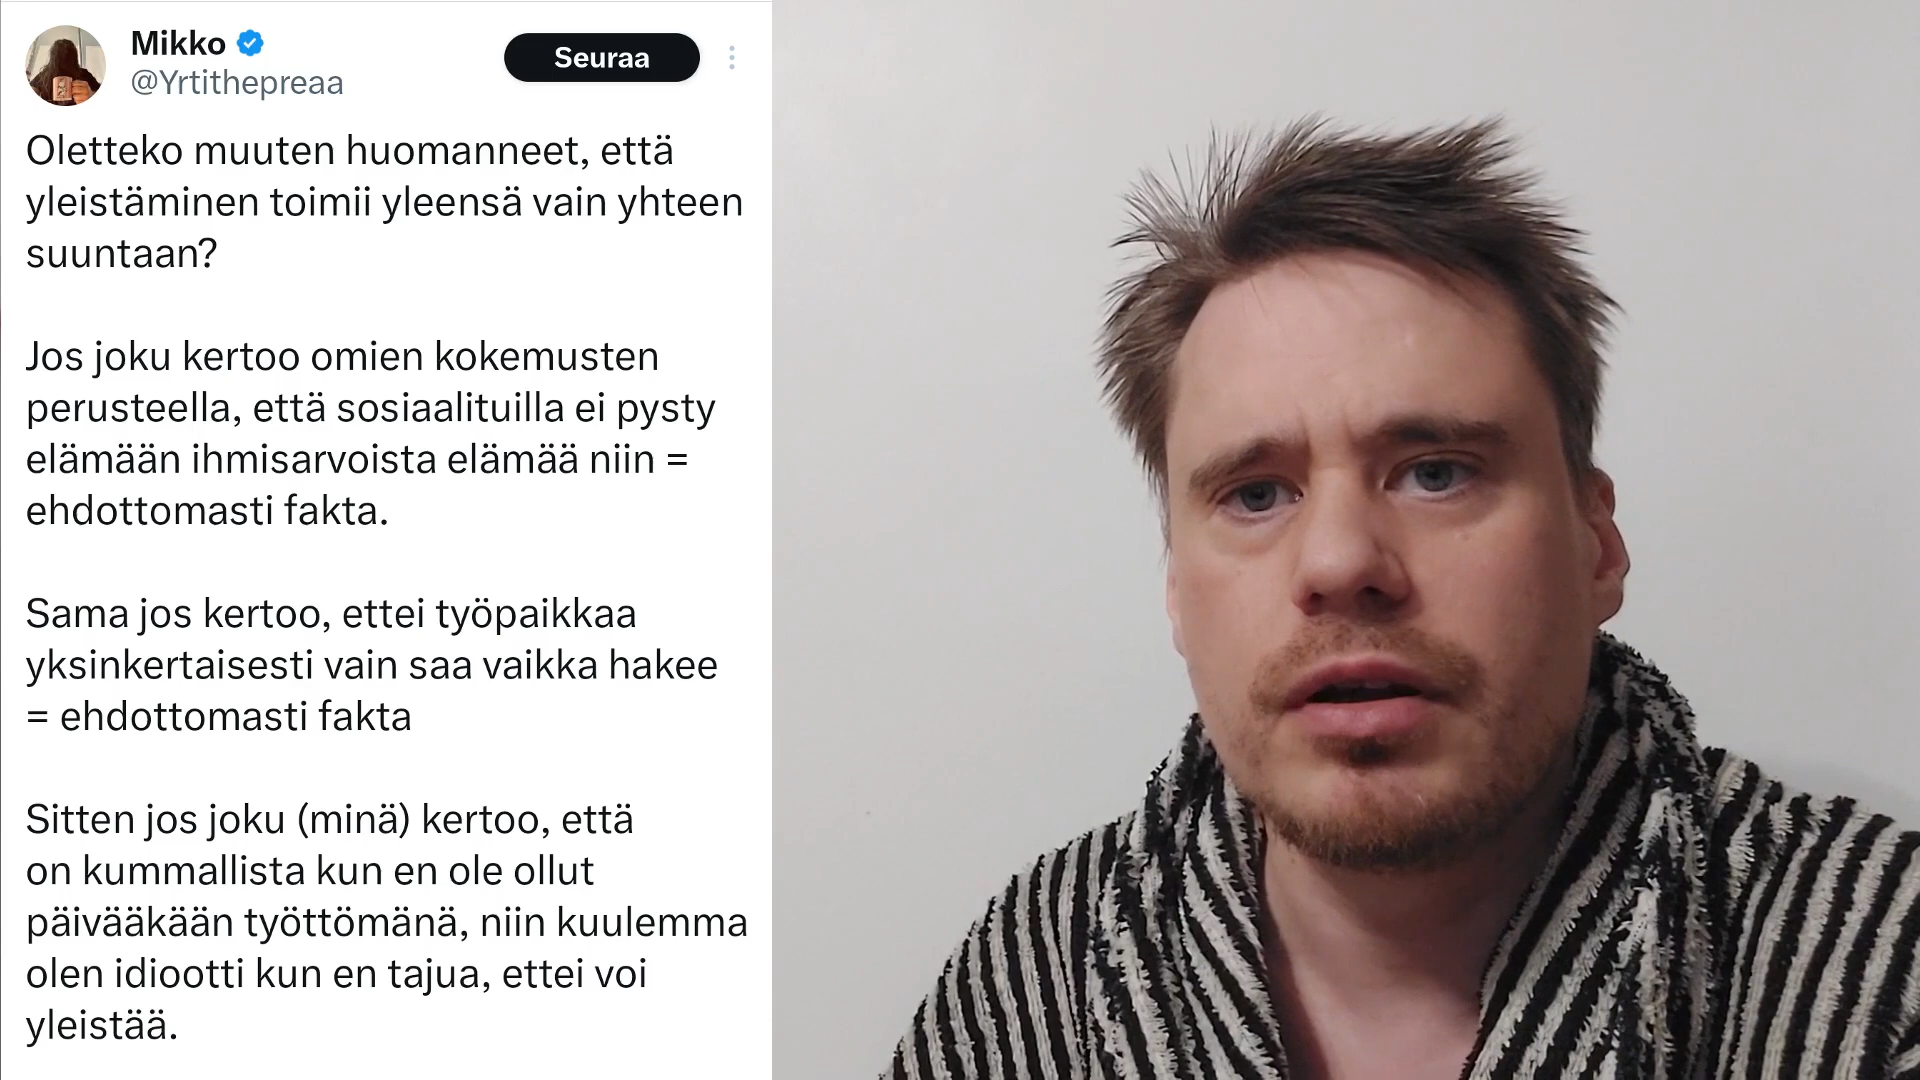 Mikko
@Yrtithepreaa
Seuraa
Oletteko muuten huomanneet, että
yleistäminen toimii yleensä vain yhteen
suuntaan?
Jos joku kertoo omien kokemusten
perusteella, että sosiaalituilla ei pysty
elämään ihmisarvoista elämää niin =
ehdottomasti fakta.
Sama jos kertoo, ettei työpaikkaa
yksinkertaisesti vain saa vaikka hakee
= ehdottomasti fakta
Sitten jos joku (minä) kertoo, että
on kummallista kun en ole ollut
päivääkään työttömänä, niin kuulemma
olen idiootti kun en tajua, ettei voi
yleistää.